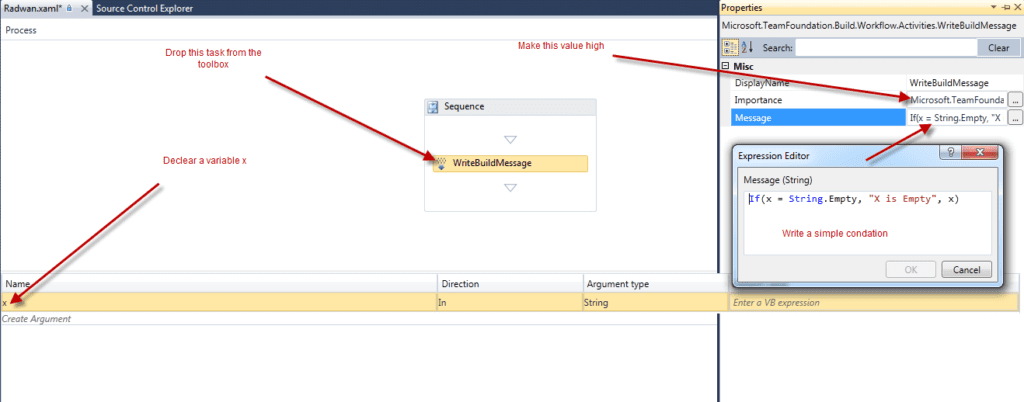 Radwan.xaml*
Source Control Explorer
Process
Drop this task from the
toolbox
Make this value high
Declear a variable x
Sequence
WriteBuildMessage
Properties
Microsoft.TeamFoundation.Build.Workflow.Activities.WriteBuildMessage
Search:
Clear
Misc
DisplayName WriteBuildMessage
Importance Microsoft.TeamFounda ...
Message If(x = String.Empty, "X ...
Expression Editor
Message (String)
If(x = String.Empty, "X is Empty", x)
Write a simple condation
OK Cancel
Name Direction Argument type
x In String Enter a VB expression
Create Argument